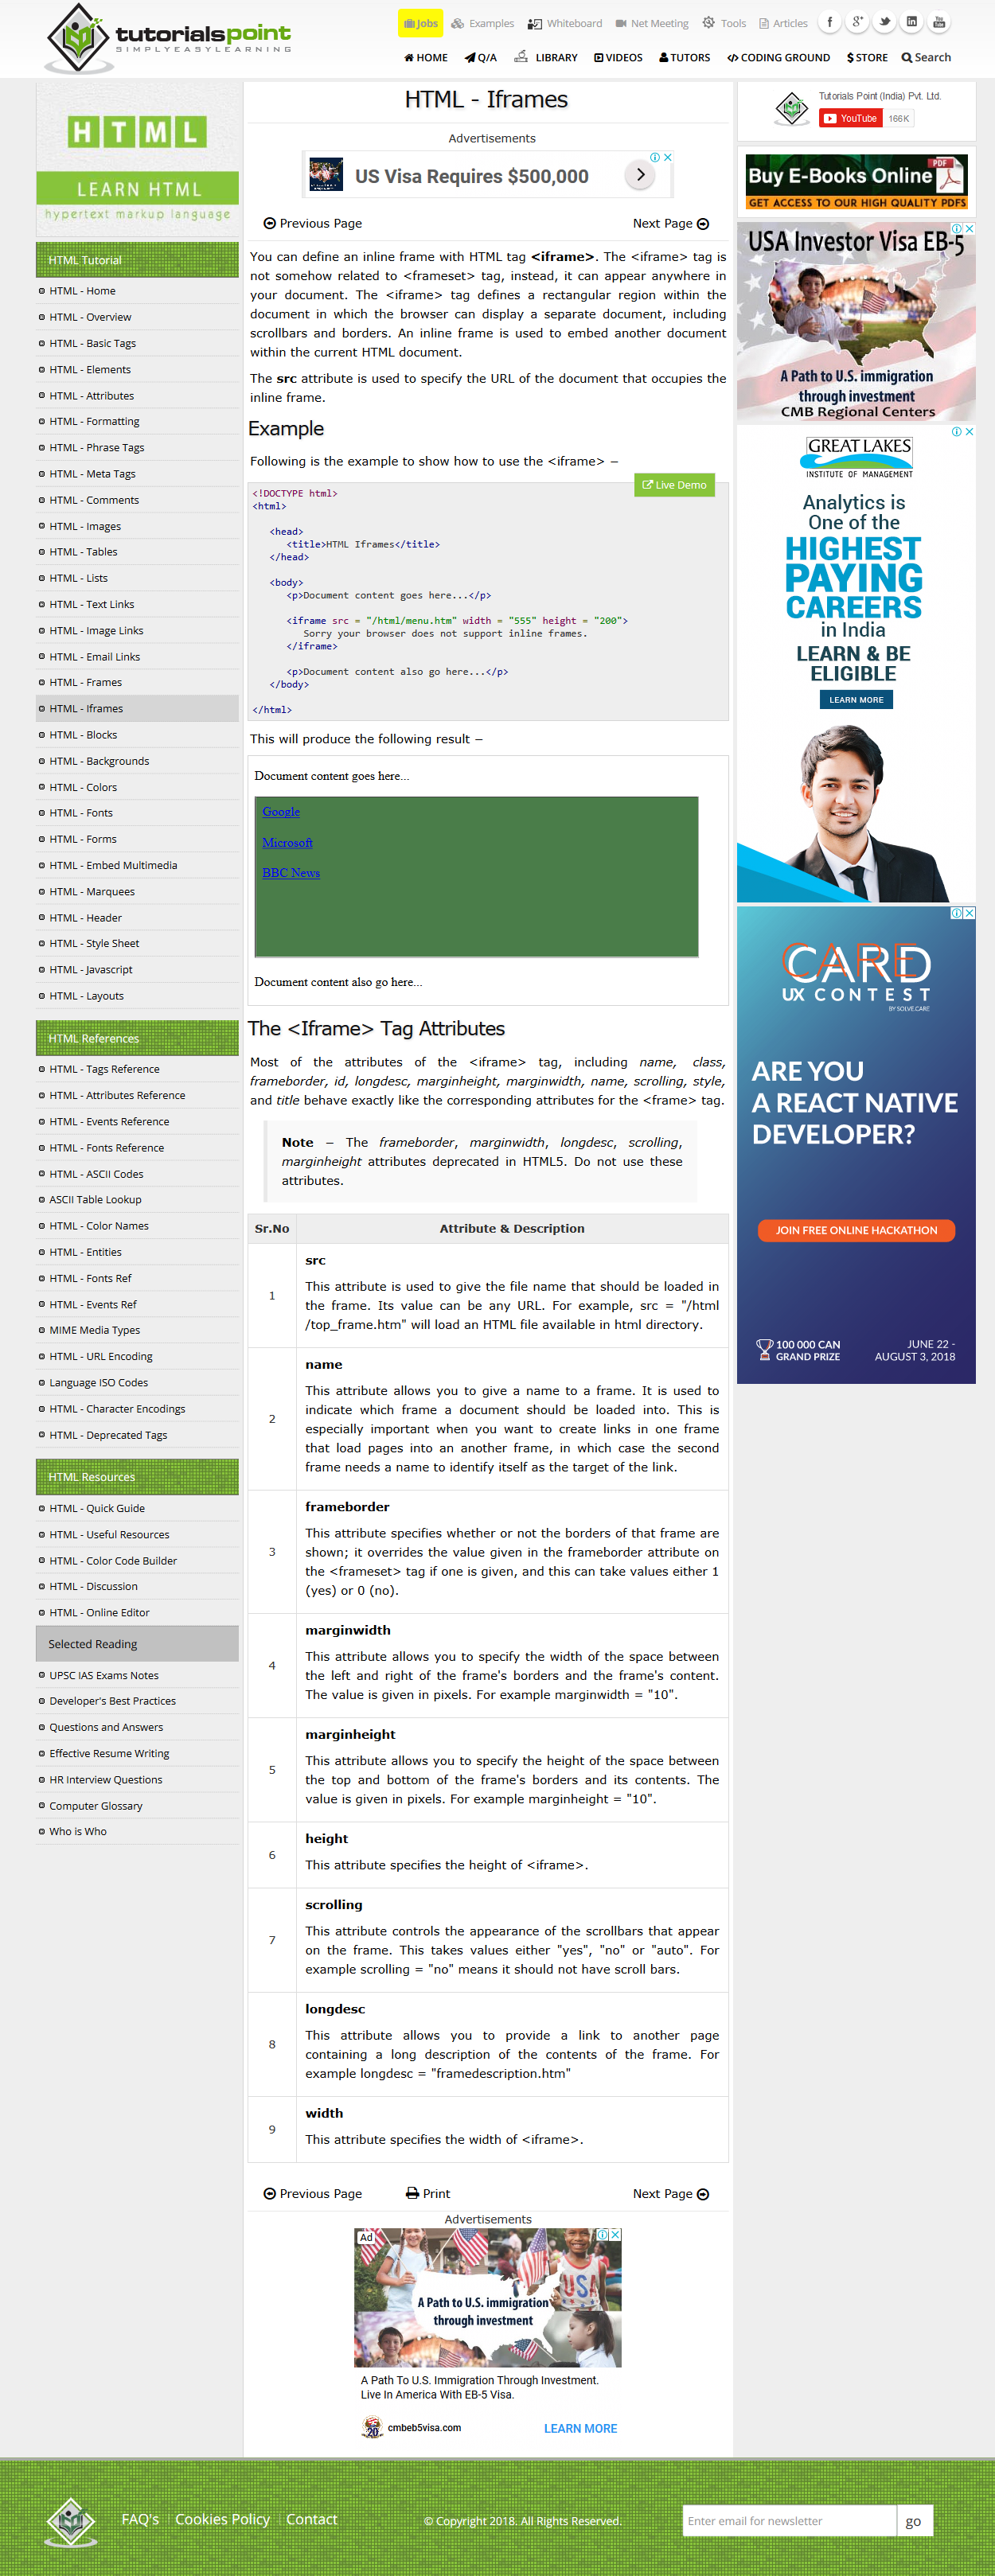 tutorialspoint
SIMPLYEASYLEARNING
Jobs Examples Whiteboard Net Meeting Tools Articles
HOME Q/A LIBRARY VIDEOS TUTORS CODING GROUND STORE Search
HTML
LEARN HTML
hypertext markup language
HTML Tutorial
HTML - Home
HTML - Overview
HTML - Basic Tags
HTML - Elements
HTML - Attributes
HTML - Formatting
HTML - Phrase Tags
HTML - Meta Tags
HTML - Comments
HTML - Images
HTML - Tables
HTML - Lists
HTML - Text Links
HTML - Image Links
HTML - Email Links
HTML - Frames
HTML - Iframes
HTML - Blocks
HTML - Backgrounds
HTML - Colors
HTML - Fonts
HTML - Forms
HTML - Embed Multimedia
HTML - Marquees
HTML - Header
HTML - Style Sheet
HTML - Javascript
HTML - Layouts
HTML References
HTML - Tags Reference
HTML - Attributes Reference
HTML - Events Reference
HTML - Fonts Reference
HTML - ASCII Codes
ASCII Table Lookup
HTML - Color Names
HTML - Entities
HTML - Fonts Ref
HTML - Events Ref
MIME Media Types
HTML - URL Encoding
Language ISO Codes
HTML - Character Encodings
HTML - Deprecated Tags
HTML Resources
HTML - Quick Guide
HTML - Useful Resources
HTML - Color Code Builder
HTML - Discussion
HTML - Online Editor
Selected Reading
UPSC IAS Exams Notes
Developer's Best Practices
Questions and Answers
Effective Resume Writing
HR Interview Questions
Computer Glossary
Who is Who
HTML - Iframes
Advertisements
US Visa Requires $500,000
Previous Page Next Page
You can define an inline frame with HTML tag <iframe>. The <iframe> tag is
not somehow related to <frameset> tag, instead, it can appear anywhere in
your document. The <iframe> tag defines a rectangular region within the
document in which the browser can display a separate document, including
scrollbars and borders. An inline frame is used to embed another document
within the current HTML document.
The src attribute is used to specify the URL of the document that occupies the
inline frame.
Example
Following is the example to show how to use the <iframe> −
Live Demo
<!DOCTYPE html>
<html>
<head>
<title>HTML Iframes</title>
</head>
<body>
<p>Document content goes here...</p>
<iframe src = "/html/menu.htm" width = "555" height = "200">
Sorry your browser does not support inline frames.
</iframe>
<p>Document content also go here...</p>
</body>
</html>
This will produce the following result −
Document content goes here...
Google
Microsoft
BBC News
Document content also go here...
The <Iframe> Tag Attributes
Most of the attributes of the <iframe> tag, including name, class,
frameborder, id, longdesc, marginheight, marginwidth, name, scrolling, style,
and title behave exactly like the corresponding attributes for the <frame> tag.
Note − The frameborder, marginwidth, longdesc, scrolling,
marginheight attributes deprecated in HTML5. Do not use these
attributes.
Sr.No Attribute & Description
1
src
This attribute is used to give the file name that should be loaded in
the frame. Its value can be any URL. For example, src = "/html
/top_frame.htm" will load an HTML file available in html directory.
2
name
This attribute allows you to give a name to a frame. It is used to
indicate which frame a document should be loaded into. This is
especially important when you want to create links in one frame
that load pages into an another frame, in which case the second
frame needs a name to identify itself as the target of the link.
3
frameborder
This attribute specifies whether or not the borders of that frame are
shown; it overrides the value given in the frameborder attribute on
the <frameset> tag if one is given, and this can take values either 1
(yes) or 0 (no).
4
marginwidth
This attribute allows you to specify the width of the space between
the left and right of the frame's borders and the frame's content.
The value is given in pixels. For example marginwidth = "10".
5
marginheight
This attribute allows you to specify the height of the space between
the top and bottom of the frame's borders and its contents. The
value is given in pixels. For example marginheight = "10".
6
height
This attribute specifies the height of <iframe>.
7
scrolling
This attribute controls the appearance of the scrollbars that appear
on the frame. This takes values either "yes", "no" or "auto". For
example scrolling = "no" means it should not have scroll bars.
8
longdesc
This attribute allows you to provide a link to another page
containing a long description of the contents of the frame. For
example longdesc = "framedescription.htm"
9
width
This attribute specifies the width of <iframe>.
Previous Page Print Next Page
Advertisements
Ad
US
A Path to U.S. immigration
through investment
A Path To U.S. Immigration Through Investment.
Live In America With EB-5 Visa.
cmbeb5visa.com LEARN MORE
Tutorials Point (India) Pvt. Ltd.
YouTube 166K
Buy E-Books Online PDF
GET ACCESS TO OUR HIGH QUALITY PDFS
USA Investor Visa EB-5
A Path to U.S. immigration
through investment
CMB Regional Centers
GREAT LAKES
INSTITUTE OF MANAGEMENT
Analytics is
One of the
HIGHEST
PAYING
CAREERS
in India
LEARN & BE
ELIGIBLE
LEARN MORE
CARD
UX CONTEST
BY SOLVE.CARE
ARE YOU
A REACT NATIVE
DEVELOPER?
JOIN FREE ONLINE HACKATHON
100 000 CAN
GRAND PRIZE
JUNE 22 -
AUGUST 3, 2018
FAQ's Cookies Policy Contact
© Copyright 2018. All Rights Reserved.
Enter email for newsletter go